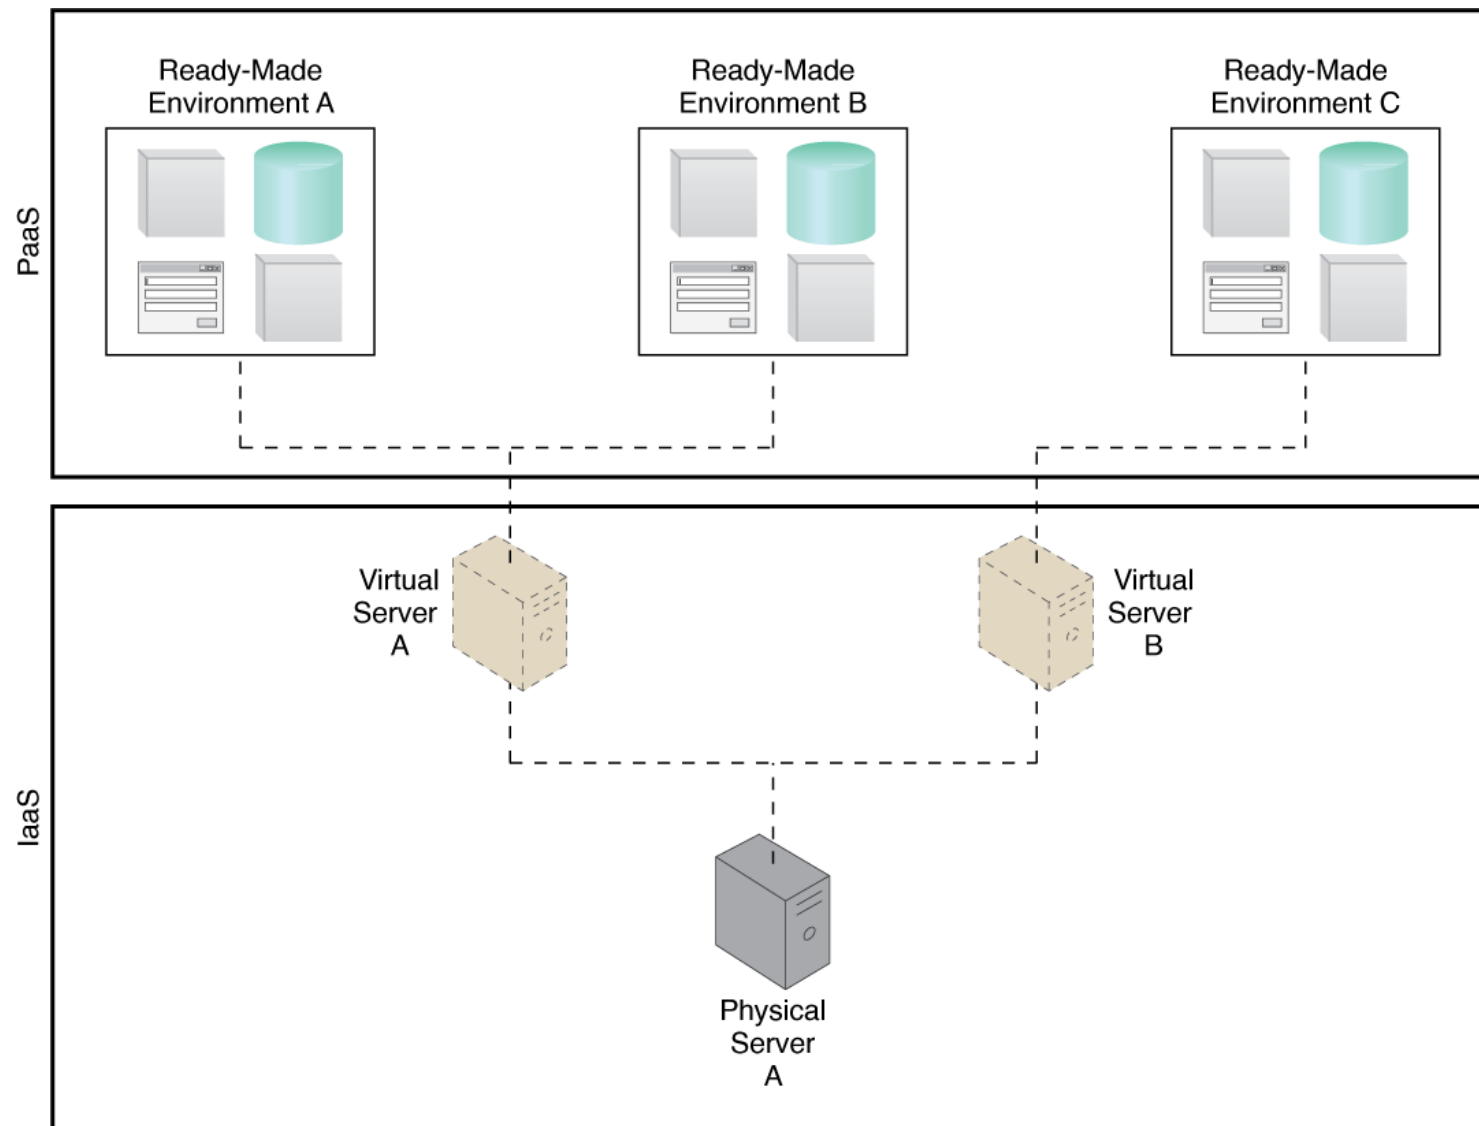 Ready-Made
Environment A
Ready-Made
Environment B
Ready-Made
Environment C
PaaS
Virtual
Server
A
Virtual
Server
B
IaaS
Physical
Server
A